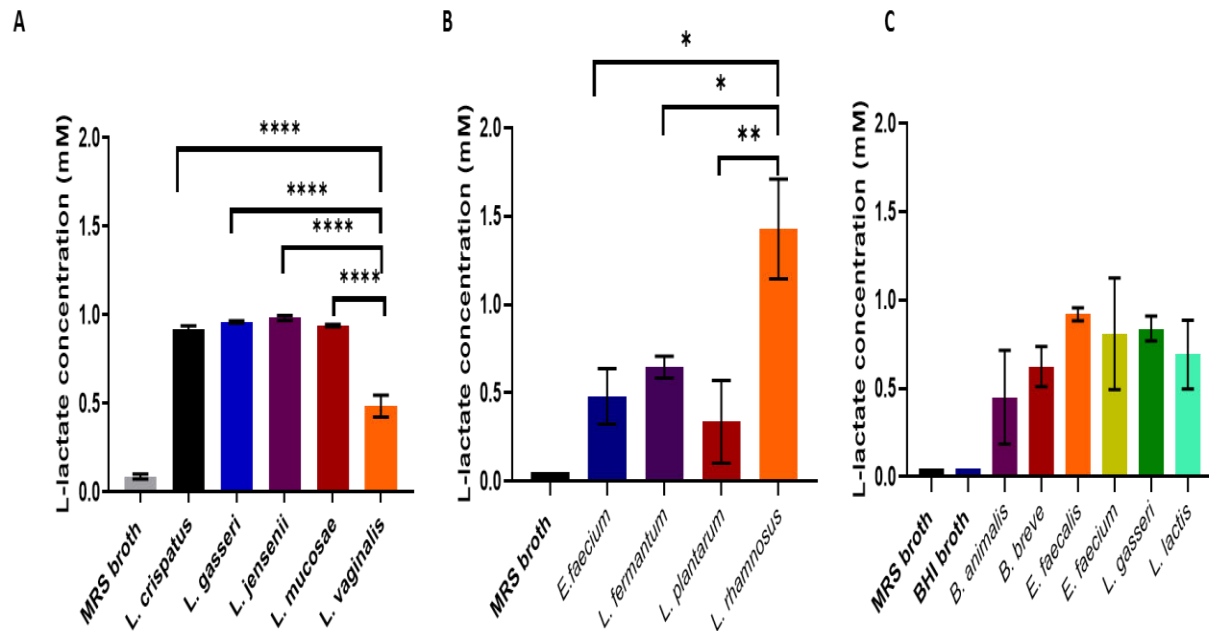 A
L-lactate concentration (mM)
2.0
1.5
1.0
0.5
0.0
****
****
****
****
MRS broth
L. crispatus
L. gasseri
L. jensenii
L. mucosae
L. vaginalis
B
L-lactate concentration (mM)
2.0
1.5
1.0
0.5
0.0
*
*
**
MRS broth
E.faecium
L. fermantum
L. plantarum
L. rhamnosus
C
L-lactate concentration (mM)
2.0
1.5
1.0
0.5
0.0
MRS broth
BHI broth
B. animalis
B. breve
E. faecalis
E. faecium
L. gasseri
L. lactis